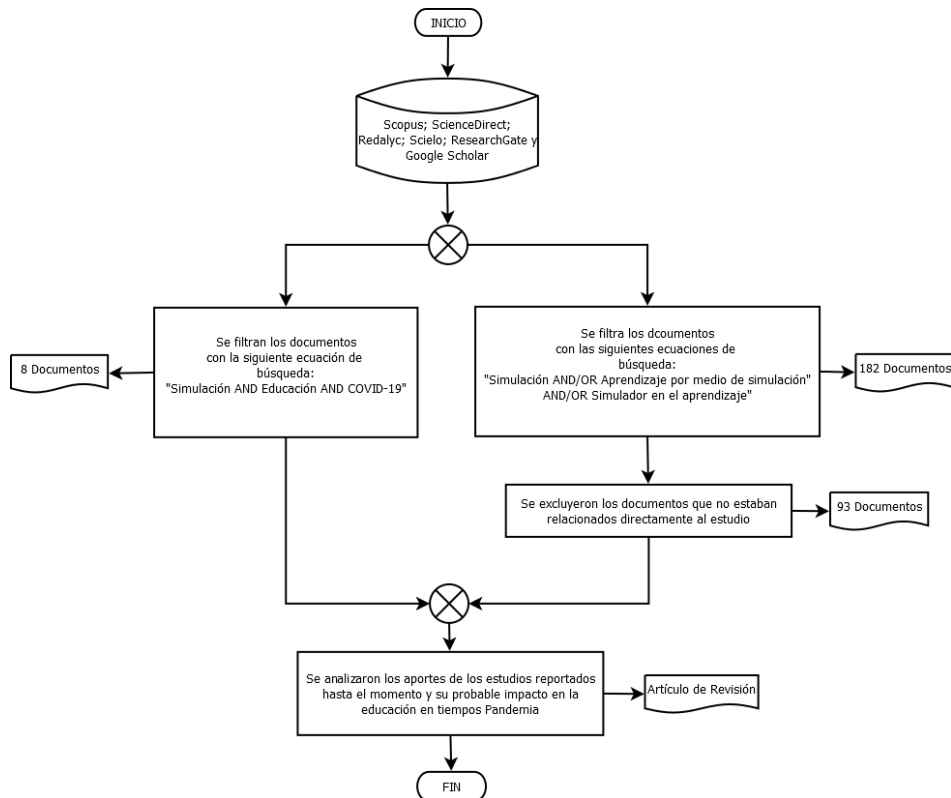 INICIO
Scopus; ScienceDirect;
Redalyc; Scielo; ResearchGate y
Google Scholar
Se filtran los documentos
con la siguiente ecuación de
búsqueda:
"Simulación AND Educación AND COVID-19"
8 Documentos
Se filtra los dcoumentos
con las siguientes ecuaciones de
búsqueda:
"Simulación AND/OR Aprendizaje por medio de simulación"
AND/OR Simulador en el aprendizaje"
182 Documentos
Se excluyeron los documentos que no estaban
relacionados directamente al estudio
93 Documentos
Se analizaron los aportes de los estudios reportados
hasta el momento y su probable impacto en la
educación en tiempos Pandemia
Artículo de Revisión
FIN